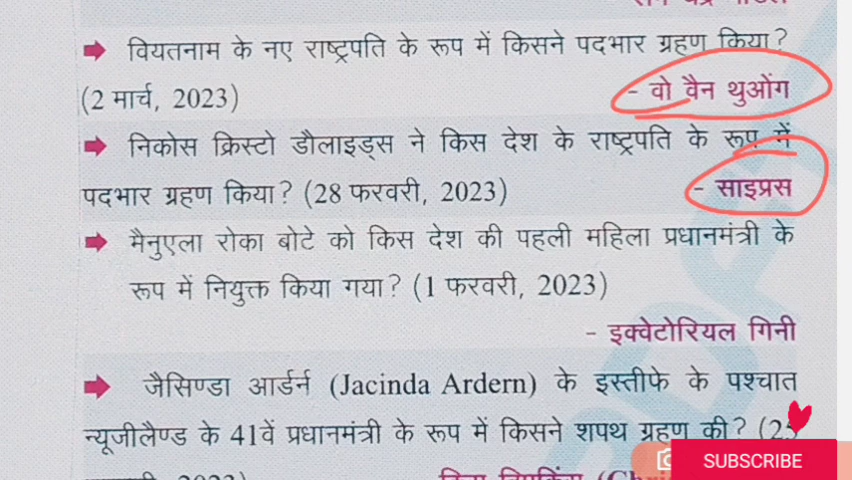 ➡ वियतनाम के नए राष्ट्रपति के रूप में किसने पदभार ग्रहण किया?
(2 मार्च, 2023) - वो वैन थुओंग
➡ निकोस क्रिस्टो डौलाइड्स ने किस देश के राष्ट्रपति के रूप में
पदभार ग्रहण किया? (28 फरवरी, 2023) - साइप्रस
➡ मैनुएला रोका बोटे को किस देश की पहली महिला प्रधानमंत्री के
रूप में नियुक्त किया गया? (1 फरवरी, 2023)
- इक्वेटोरियल गिनी
➡ जैसिण्डा आर्डर्न (Jacinda Ardern) के इस्तीफे के पश्चात
न्यूजीलैण्ड के 41वें प्रधानमंत्री के रूप में किसने शपथ ग्रहण की? (25
SUBSCRIBE